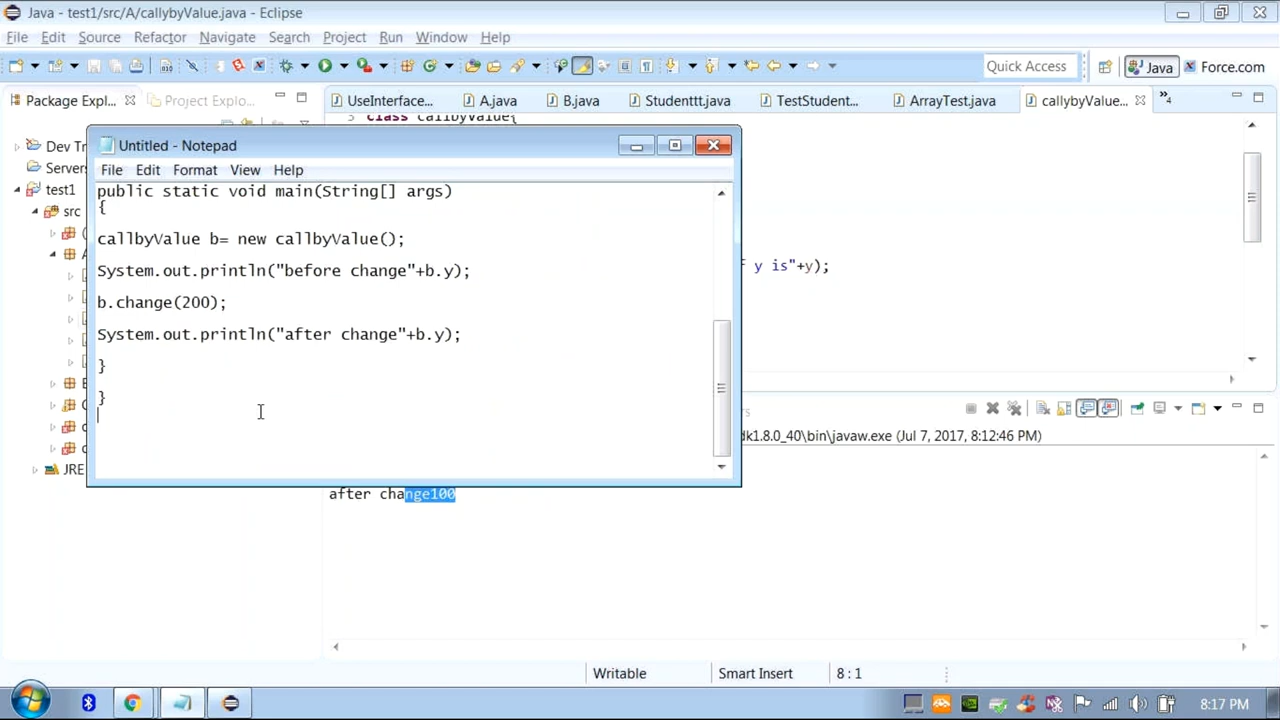 Java - test1/src/A/callybyValue.java - Eclipse
File Edit Source Refactor Navigate Search Project Run Window Help
Quick Access Java Force.com
Package Expl... Project Explo... UseInterface... A.java B.java Studenttt.java TestStudent... ArrayTest.java callybyValue... »4
5 class callbyValue{
Untitled - Notepad
File Edit Format View Help
Dev Tr
Servers
test1
src
(
A
E
C
JRE
public static void main(String[] args)
{
callbyValue b= new callbyValue();
System.out.println("before change"+b.y);
b.change(200);
System.out.println("after change"+b.y);
}
}
f y is"+y);
dk1.8.0_40\bin\javaw.exe (Jul 7, 2017, 8:12:46 PM)
after change100
Writable Smart Insert 8 : 1
8:17 PM